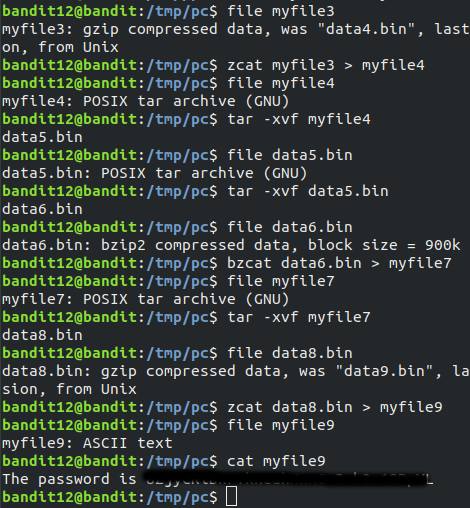 bandit12@bandit:/tmp/pc$ file myfile3
myfile3: gzip compressed data, was "data4.bin", last
on, from Unix
bandit12@bandit:/tmp/pc$ zcat myfile3 > myfile4
bandit12@bandit:/tmp/pc$ file myfile4
myfile4: POSIX tar archive (GNU)
bandit12@bandit:/tmp/pc$ tar -xvf myfile4
data5.bin
bandit12@bandit:/tmp/pc$ file data5.bin
data5.bin: POSIX tar archive (GNU)
bandit12@bandit:/tmp/pc$ tar -xvf data5.bin
data6.bin
bandit12@bandit:/tmp/pc$ file data6.bin
data6.bin: bzip2 compressed data, block size = 900k
bandit12@bandit:/tmp/pc$ bzcat data6.bin > myfile7
bandit12@bandit:/tmp/pc$ file myfile7
myfile7: POSIX tar archive (GNU)
bandit12@bandit:/tmp/pc$ tar -xvf myfile7
data8.bin
bandit12@bandit:/tmp/pc$ file data8.bin
data8.bin: gzip compressed data, was "data9.bin", la
sion, from Unix
bandit12@bandit:/tmp/pc$ zcat data8.bin > myfile9
bandit12@bandit:/tmp/pc$ file myfile9
myfile9: ASCII text
bandit12@bandit:/tmp/pc$ cat myfile9
The password is
bandit12@bandit:/tmp/pc$